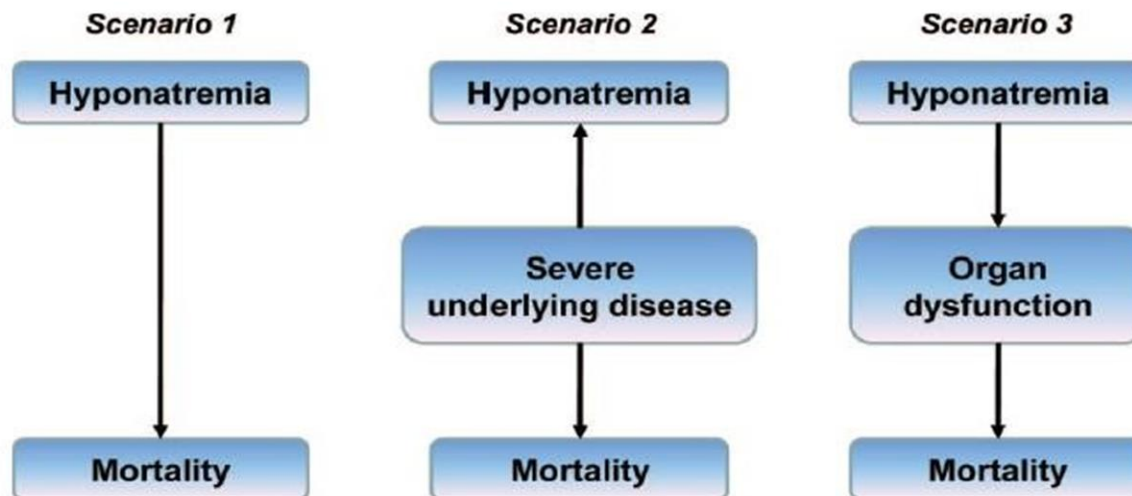 Scenario 1
Scenario 2
Scenario 3
Hyponatremia
Hyponatremia
Hyponatremia
Severe
underlying disease
Organ
dysfunction
Mortality
Mortality
Mortality